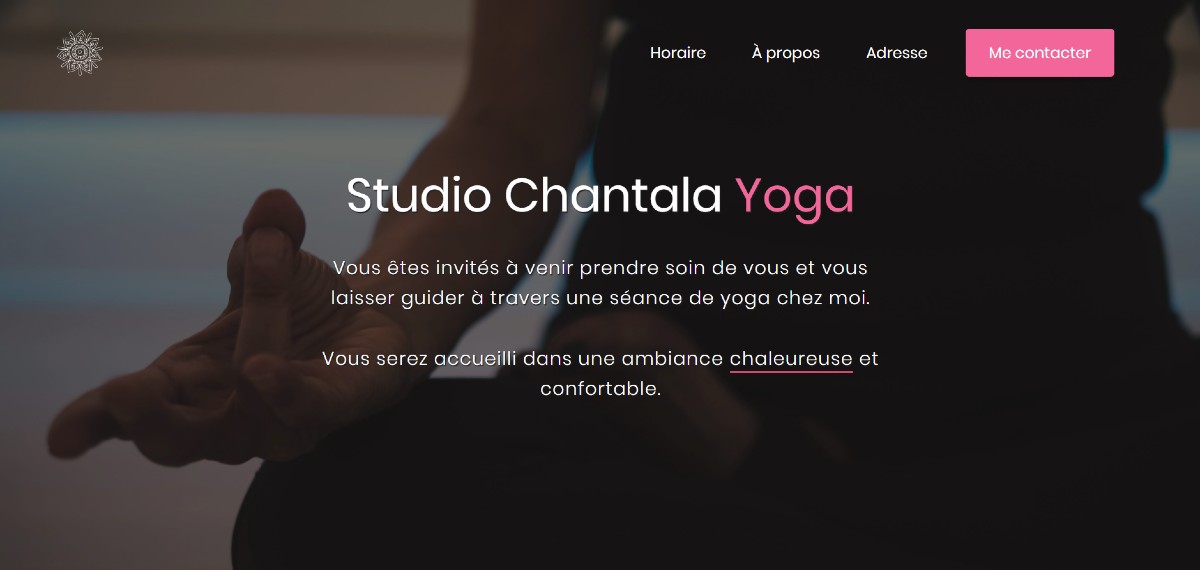 Horaire
À propos
Adresse
Me contacter
Studio Chantala Yoga
Vous êtes invités à venir prendre soin de vous et vous
laisser guider à travers une séance de yoga chez moi.
Vous serez accueilli dans une ambiance chaleureuse et
confortable.